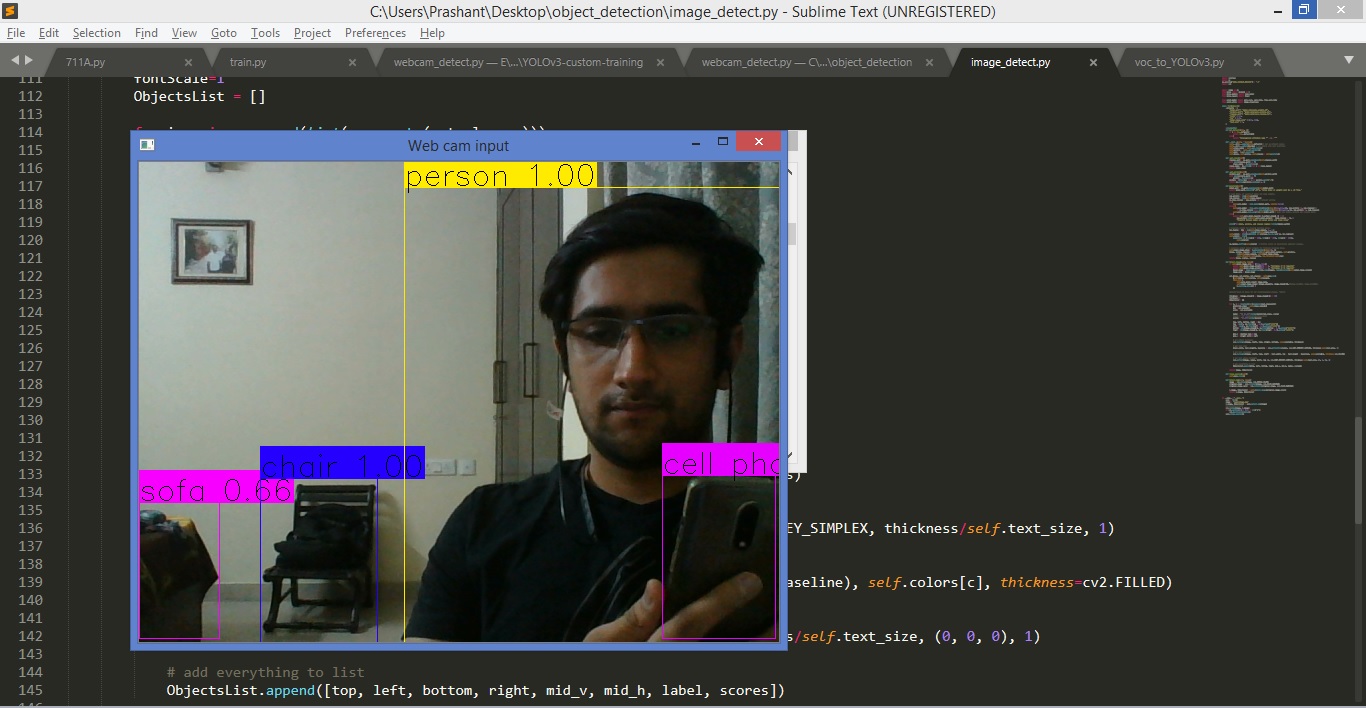 C:\Users\Prashant\Desktop\object_detection\image_detect.py - Sublime Text (UNREGISTERED)
File Edit Selection Find View Goto Tools Project Preferences Help
711A.py train.py webcam_detect.py — E\...\YOLOv3-custom-training webcam_detect.py — C\...\object_detection image_detect.py voc_to_YOLOv3.py
111 fontScale=1
112 ObjectsList = []
113
114
115
116
117
118
119
120
121
122
123
124
125
126
127
128
129
130
131
132
133 s)
134
135
136 EY_SIMPLEX, thickness/self.text_size, 1)
137
138
139 aseline), self.colors[c], thickness=cv2.FILLED)
140
141
142 s/self.text_size, (0, 0, 0), 1)
143
144 # add everything to list
145 ObjectsList.append([top, left, bottom, right, mid_v, mid_h, label, scores])
146
Web cam input
person 1.00
chair 1.00
cell pho
sofa 0.66